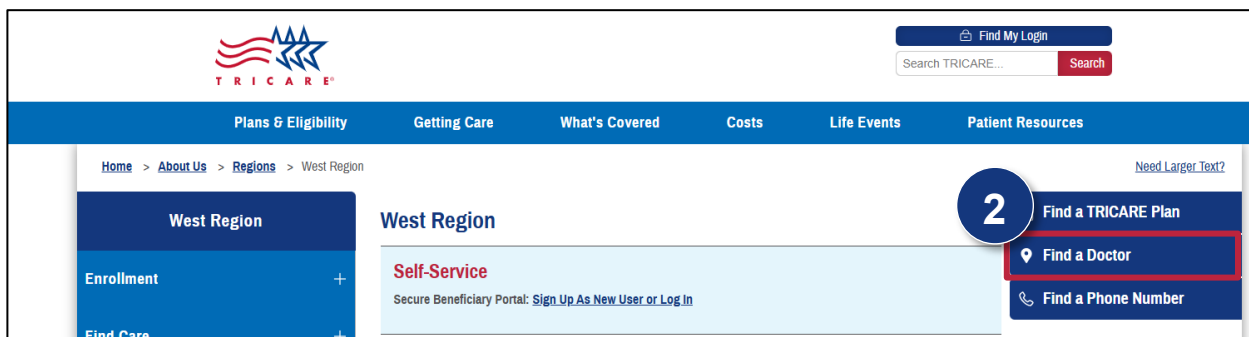 Find My Login
TRICARE®
Search TRICARE... Search
Plans & Eligibility Getting Care What's Covered Costs Life Events Patient Resources
Home > About Us > Regions > West Region Need Larger Text?
West Region
West Region
2
Find a TRICARE Plan
Self-Service
Find a Doctor
Enrollment +
Secure Beneficiary Portal: Sign Up As New User or Log In
Find a Phone Number
Find Care +